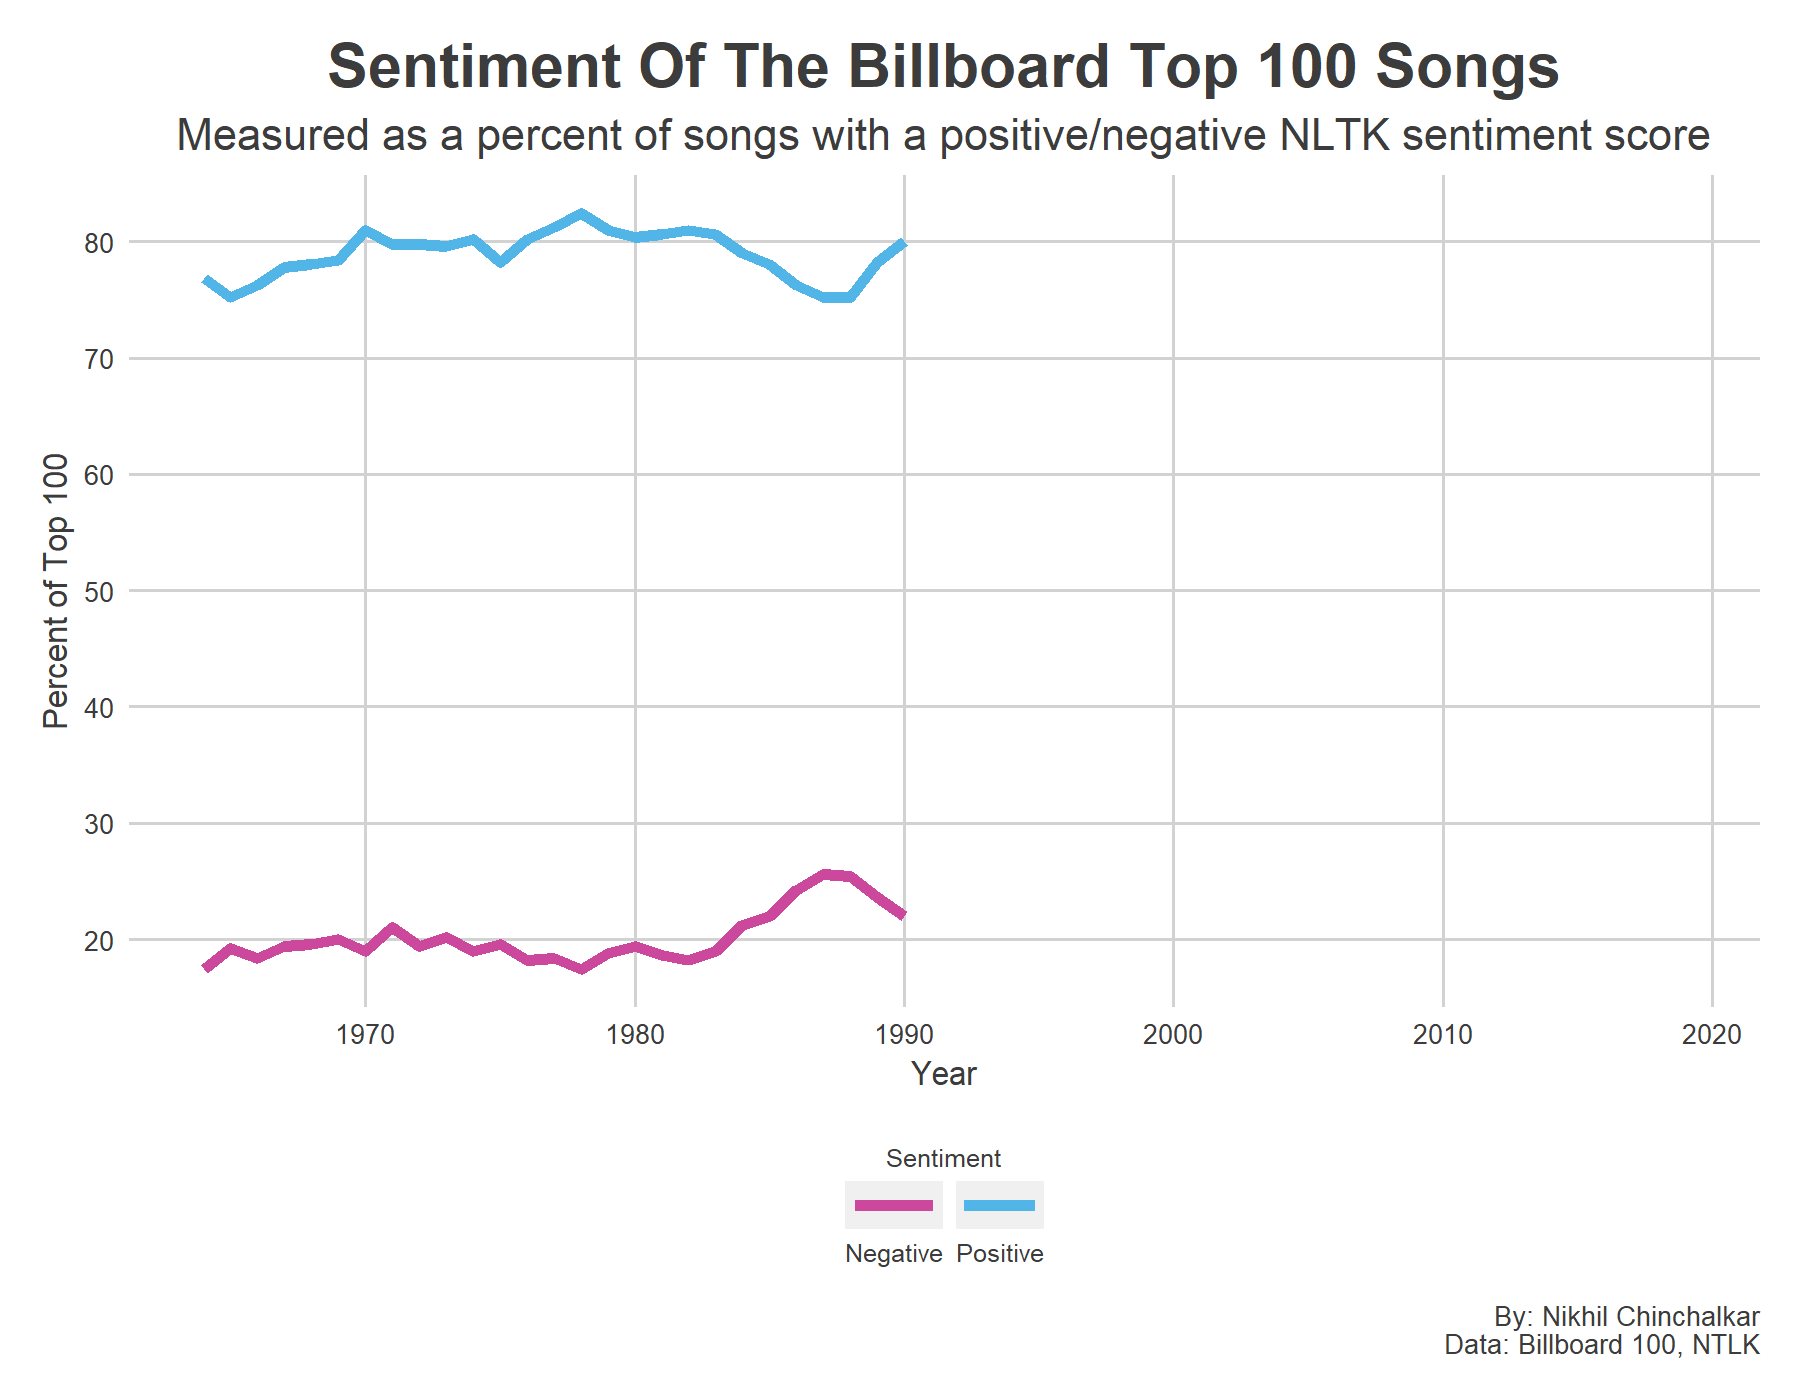 Sentiment Of The Billboard Top 100 Songs
Measured as a percent of songs with a positive/negative NLTK sentiment score
Percent of Top 100
80
70
60
50
40
30
20
1970 1980 1990 2000 2010 2020
Year
Sentiment
Negative Positive
By: Nikhil Chinchalkar
Data: Billboard 100, NTLK